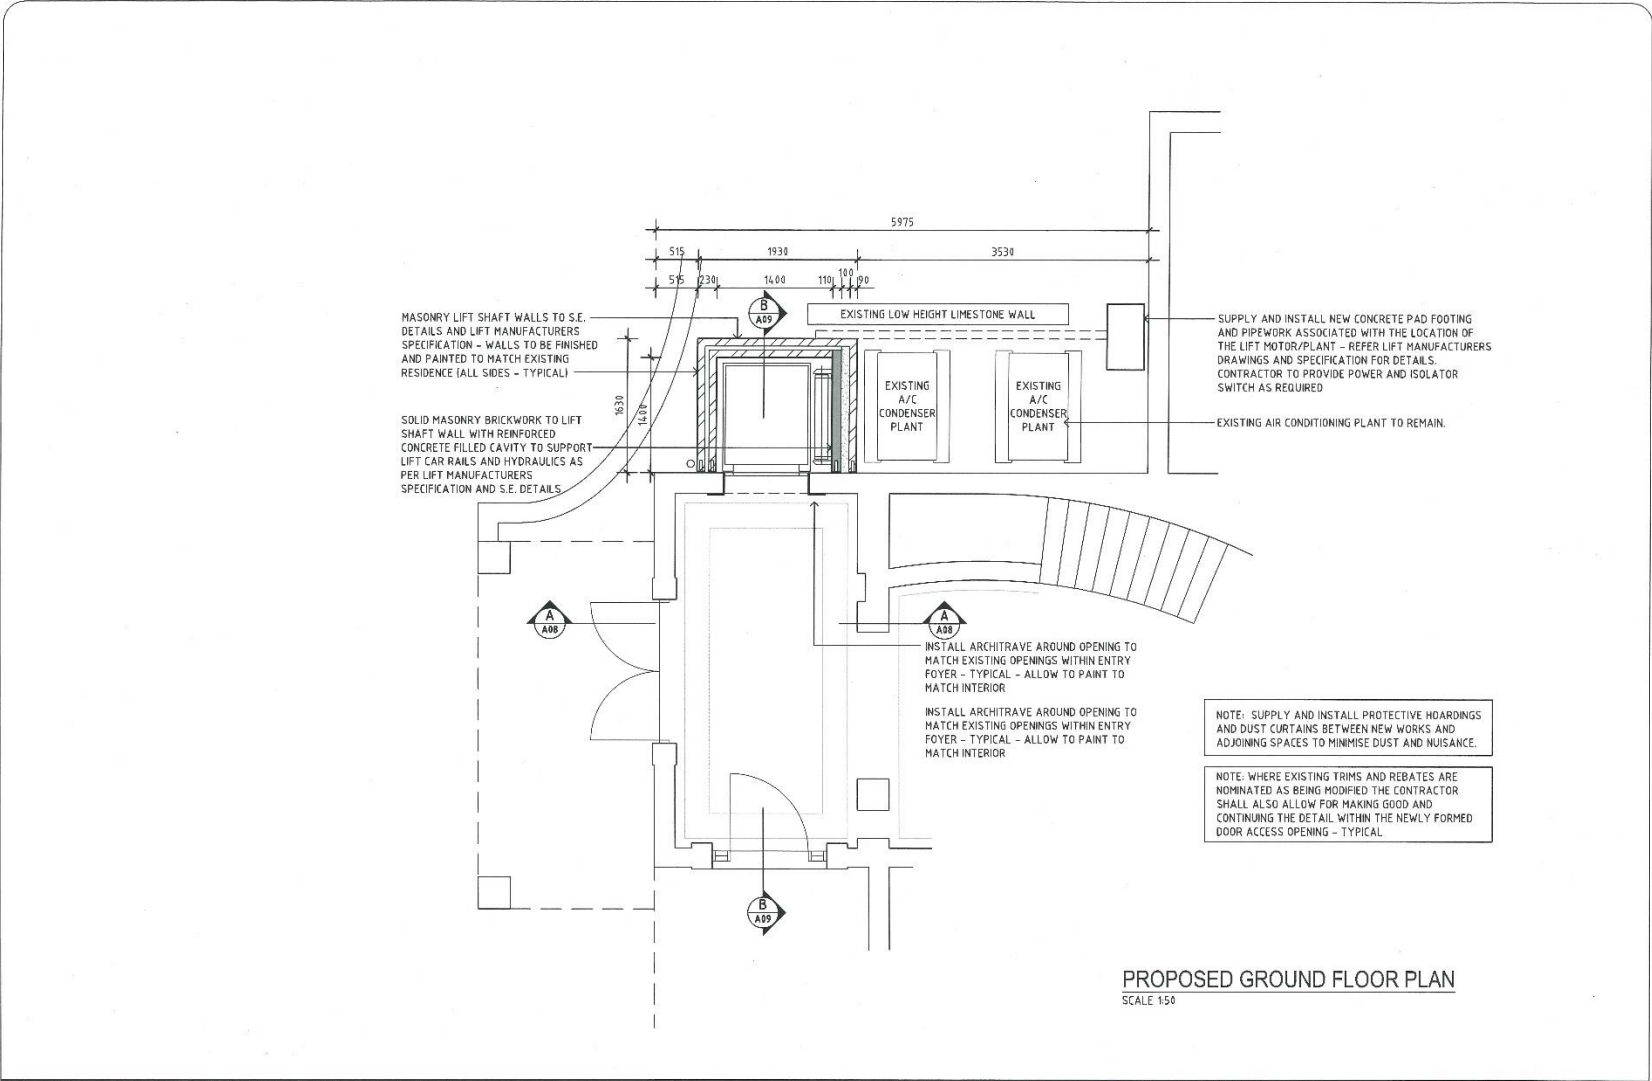 5975
515
1930
3530
515
230
1400
110
100
90
B
A09
MASONRY LIFT SHAFT WALLS TO S.E.
DETAILS AND LIFT MANUFACTURERS
SPECIFICATION - WALLS TO BE FINISHED
AND PAINTED TO MATCH EXISTING
RESIDENCE (ALL SIDES - TYPICAL)
EXISTING LOW HEIGHT LIMESTONE WALL
SUPPLY AND INSTALL NEW CONCRETE PAD FOOTING
AND PIPEWORK ASSOCIATED WITH THE LOCATION OF
THE LIFT MOTOR/PLANT - REFER LIFT MANUFACTURERS
DRAWINGS AND SPECIFICATION FOR DETAILS.
CONTRACTOR TO PROVIDE POWER AND ISOLATOR
SWITCH AS REQUIRED
1630
1400
EXISTING
A/C
CONDENSER
PLANT
EXISTING
A/C
CONDENSER
PLANT
EXISTING AIR CONDITIONING PLANT TO REMAIN.
SOLID MASONRY BRICKWORK TO LIFT
SHAFT WALL WITH REINFORCED
CONCRETE FILLED CAVITY TO SUPPORT
LIFT CAR RAILS AND HYDRAULICS AS
PER LIFT MANUFACTURERS
SPECIFICATION AND S.E. DETAILS
A
A08
A
A08
INSTALL ARCHITRAVE AROUND OPENING TO
MATCH EXISTING OPENINGS WITHIN ENTRY
FOYER - TYPICAL - ALLOW TO PAINT TO
MATCH INTERIOR
INSTALL ARCHITRAVE AROUND OPENING TO
MATCH EXISTING OPENINGS WITHIN ENTRY
FOYER - TYPICAL - ALLOW TO PAINT TO
MATCH INTERIOR
NOTE: SUPPLY AND INSTALL PROTECTIVE HOARDINGS
AND DUST CURTAINS BETWEEN NEW WORKS AND
ADJOINING SPACES TO MINIMISE DUST AND NUISANCE.
NOTE: WHERE EXISTING TRIMS AND REBATES ARE
NOMINATED AS BEING MODIFIED THE CONTRACTOR
SHALL ALSO ALLOW FOR MAKING GOOD AND
CONTINUING THE DETAIL WITHIN THE NEWLY FORMED
DOOR ACCESS OPENING - TYPICAL
B
A09
PROPOSED GROUND FLOOR PLAN
SCALE 1:50